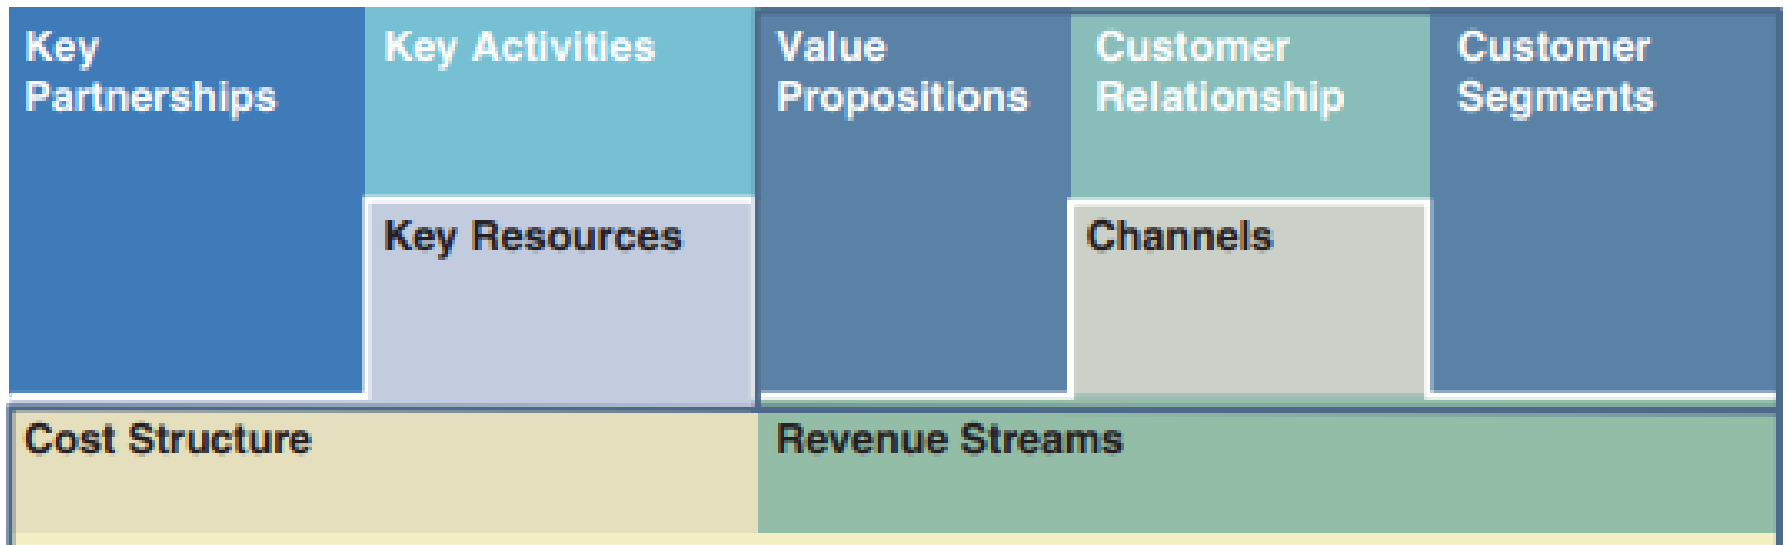 Key
Partnerships
Key Activities
Key Resources
Value
Propositions
Customer
Relationship
Channels
Customer
Segments
Cost Structure
Revenue Streams